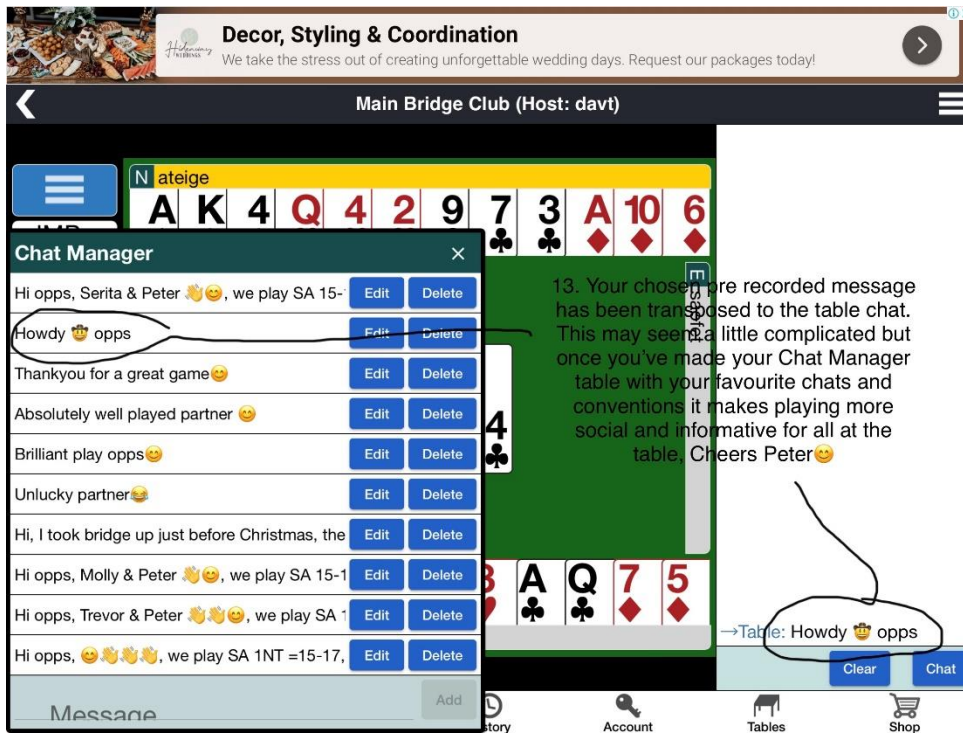 Hideaway
WEDDINGS
Decor, Styling & Coordination
We take the stress out of creating unforgettable wedding days. Request our packages today!
Main Bridge Club (Host: davt)
N ateige
A K 4 Q 4 2 9 7 3 A 10 6
Chat Manager ×
Hi opps, Serita & Peter 👋😊, we play SA 15- Edit Delete
Howdy 🤠 opps Edit Delete
Thankyou for a great game😊 Edit Delete
Absolutely well played partner 😊 Edit Delete
Brilliant play opps😊 Edit Delete
Unlucky partner😂 Edit Delete
Hi, I took bridge up just before Christmas, the Edit Delete
Hi opps, Molly & Peter 👋😊, we play SA 15-1 Edit Delete
Hi opps, Trevor & Peter 👋👋😊, we play SA 1 Edit Delete
Hi opps, 😊👋👋👋, we play SA 1NT =15-17, Edit Delete
Message Add
E
4
A Q 7 5
13. Your chosen pre recorded message
has been transposed to the table chat.
This may seem a little complicated but
once you've made your Chat Manager
table with your favourite chats and
conventions it makes playing more
social and informative for all at the
table, Cheers Peter😊
→Table: Howdy 🤠 opps
Clear Chat
Account Tables Shop